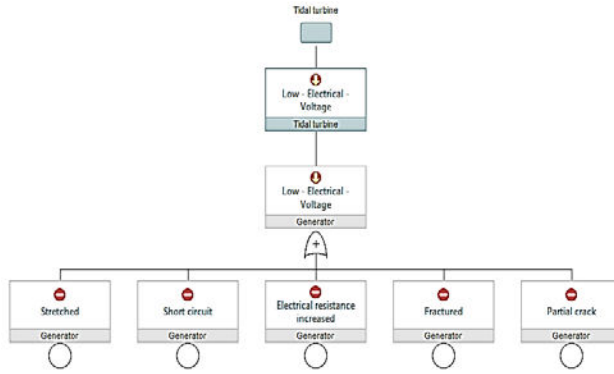 Tidal turbine
Low - Electrical -
Voltage
Tidal turbine
Low - Electrical -
Voltage
Generator
+
Stretched
Generator
Short circuit
Generator
Electrical resistance
increased
Generator
Fractured
Generator
Partial crack
Generator